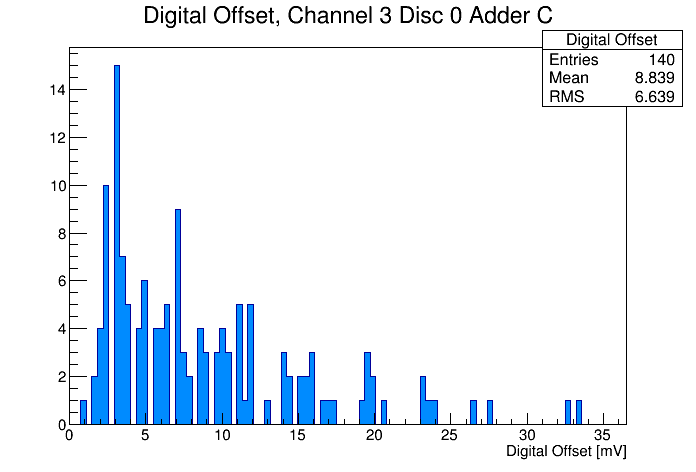 Digital Offset, Channel 3 Disc 0 Adder C
Digital Offset
Entries 140
Mean 8.839
RMS 6.639
14
12
10
8
6
4
2
0
0 5 10 15 20 25 30 35
Digital Offset [mV]